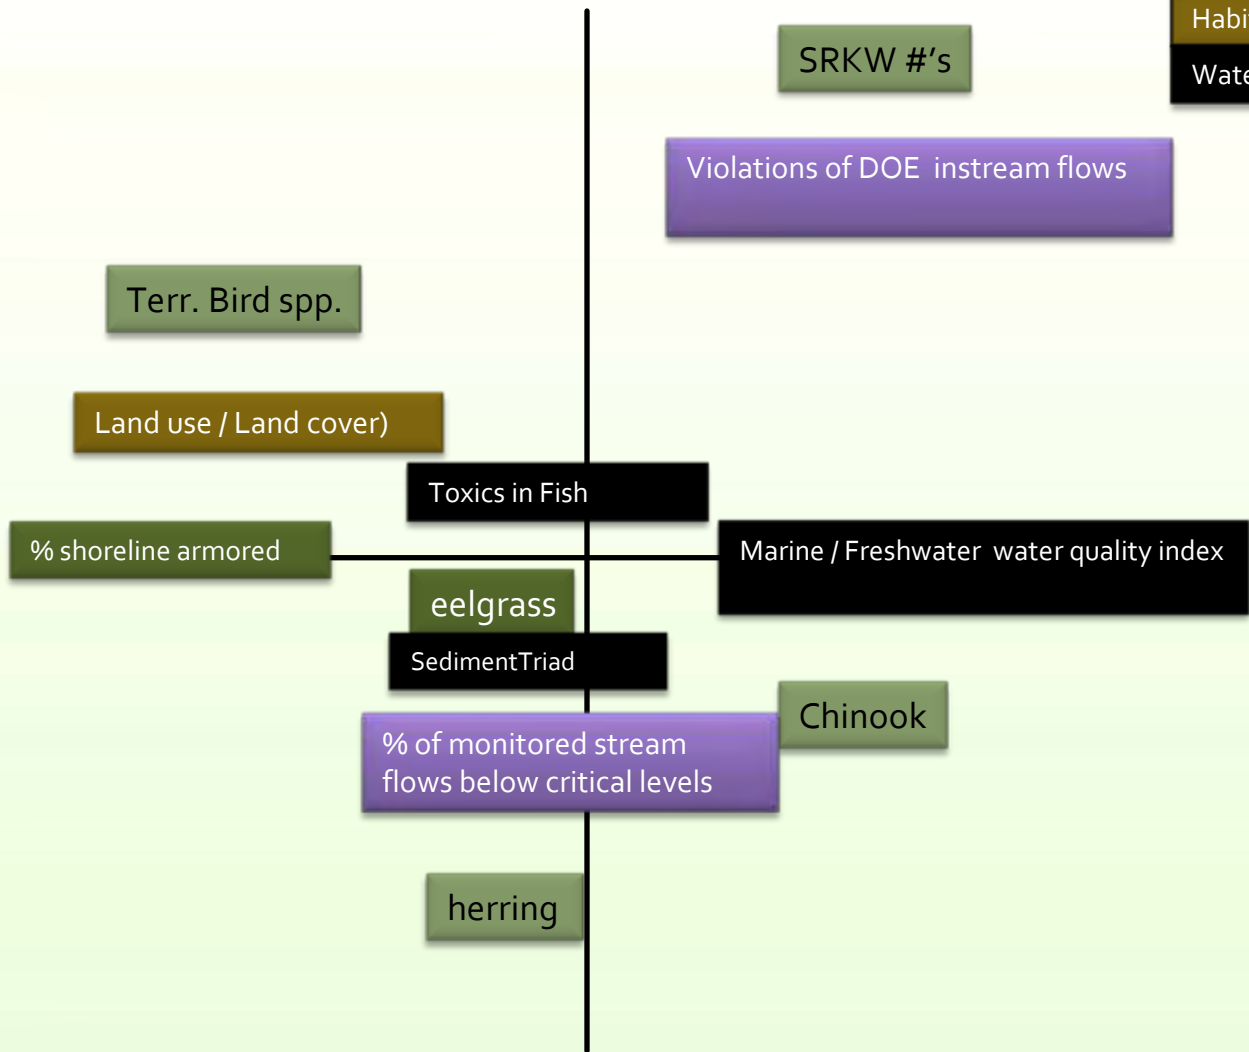 SRKW #'s
Violations of DOE  instream flows
Terr. Bird spp.
Land use / Land cover)
Toxics in Fish
% shoreline armored
Marine / Freshwater  water quality index
eelgrass
SedimentTriad
Chinook
% of monitored stream
flows below critical levels
herring